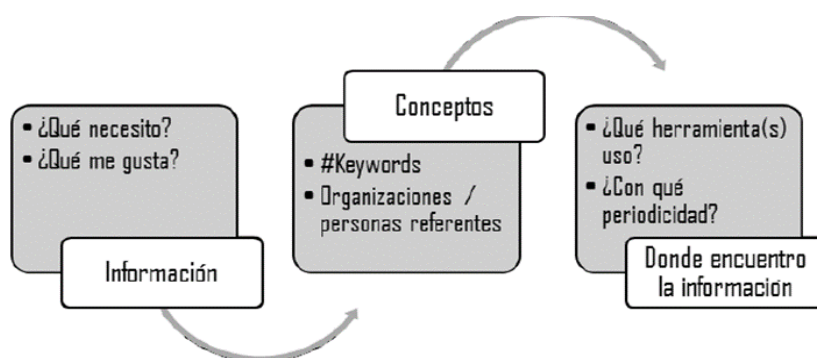 ▪ ¿Qué necesito?
▪ ¿Qué me gusta?
Información
Conceptos
▪ #Keywords
▪ Organizaciones /
personas referentes
▪ ¿Qué herramienta(s)
uso?
▪ ¿Con qué
periodicidad?
Donde encuentro
la información